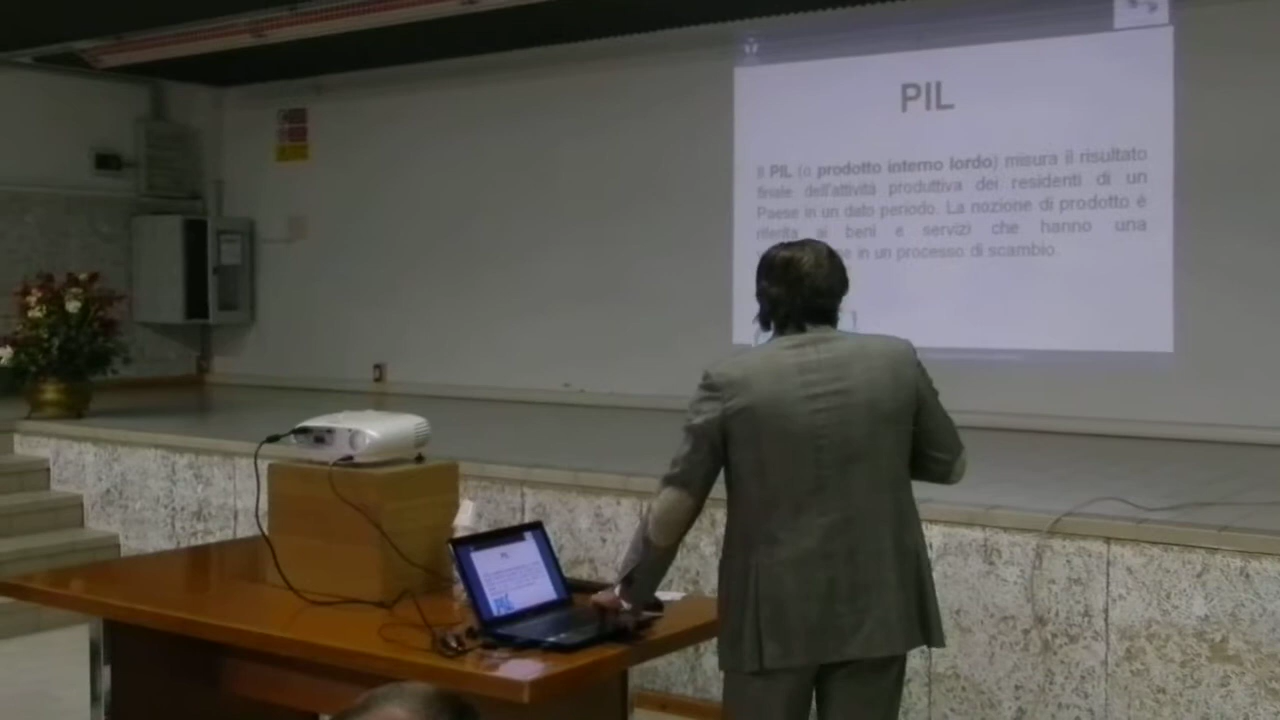 PIL
Il PIL (o prodotto interno lordo) misura il risultato
finale dell'attività produttiva dei residenti di un
Paese in un dato periodo. La nozione di prodotto è
riferita ai beni e servizi che hanno una
in un processo di scambio.
PIL